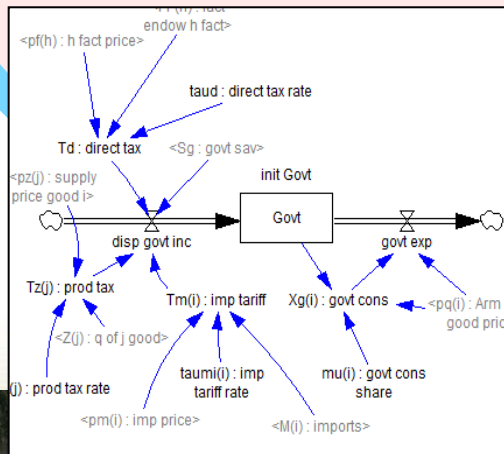 endow h fact>
<pf(h) : h fact price>
taud : direct tax rate
Td : direct tax
<Sg : govt sav>
<pz(j) : supply
price good i>
init Govt
Govt
disp govt inc
govt exp
Tz(j) : prod tax
Tm(i) : imp tariff
Xg(i) : govt cons
<pq(i) : Arm
good pric
<Z(j) : q of j good>
(j) : prod tax rate
taumi(i) : imp
tariff rate
mu(i) : govt cons
share
<pm(i) : imp price>
<M(i) : imports>